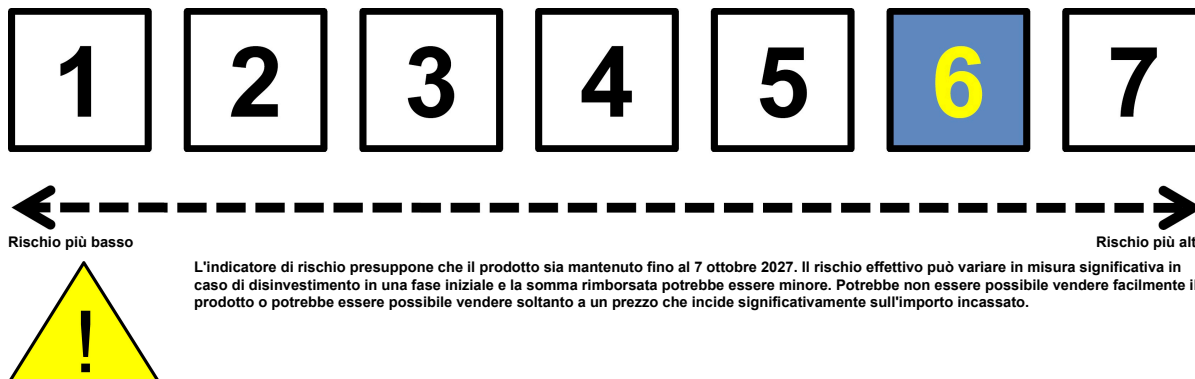 1 2 3 4 5 6 7
Rischio più basso Rischio più alt
L'indicatore di rischio presuppone che il prodotto sia mantenuto fino al 7 ottobre 2027. Il rischio effettivo può variare in misura significativa in
caso di disinvestimento in una fase iniziale e la somma rimborsata potrebbe essere minore. Potrebbe non essere possibile vendere facilmente il
prodotto o potrebbe essere possibile vendere soltanto a un prezzo che incide significativamente sull'importo incassato.
!